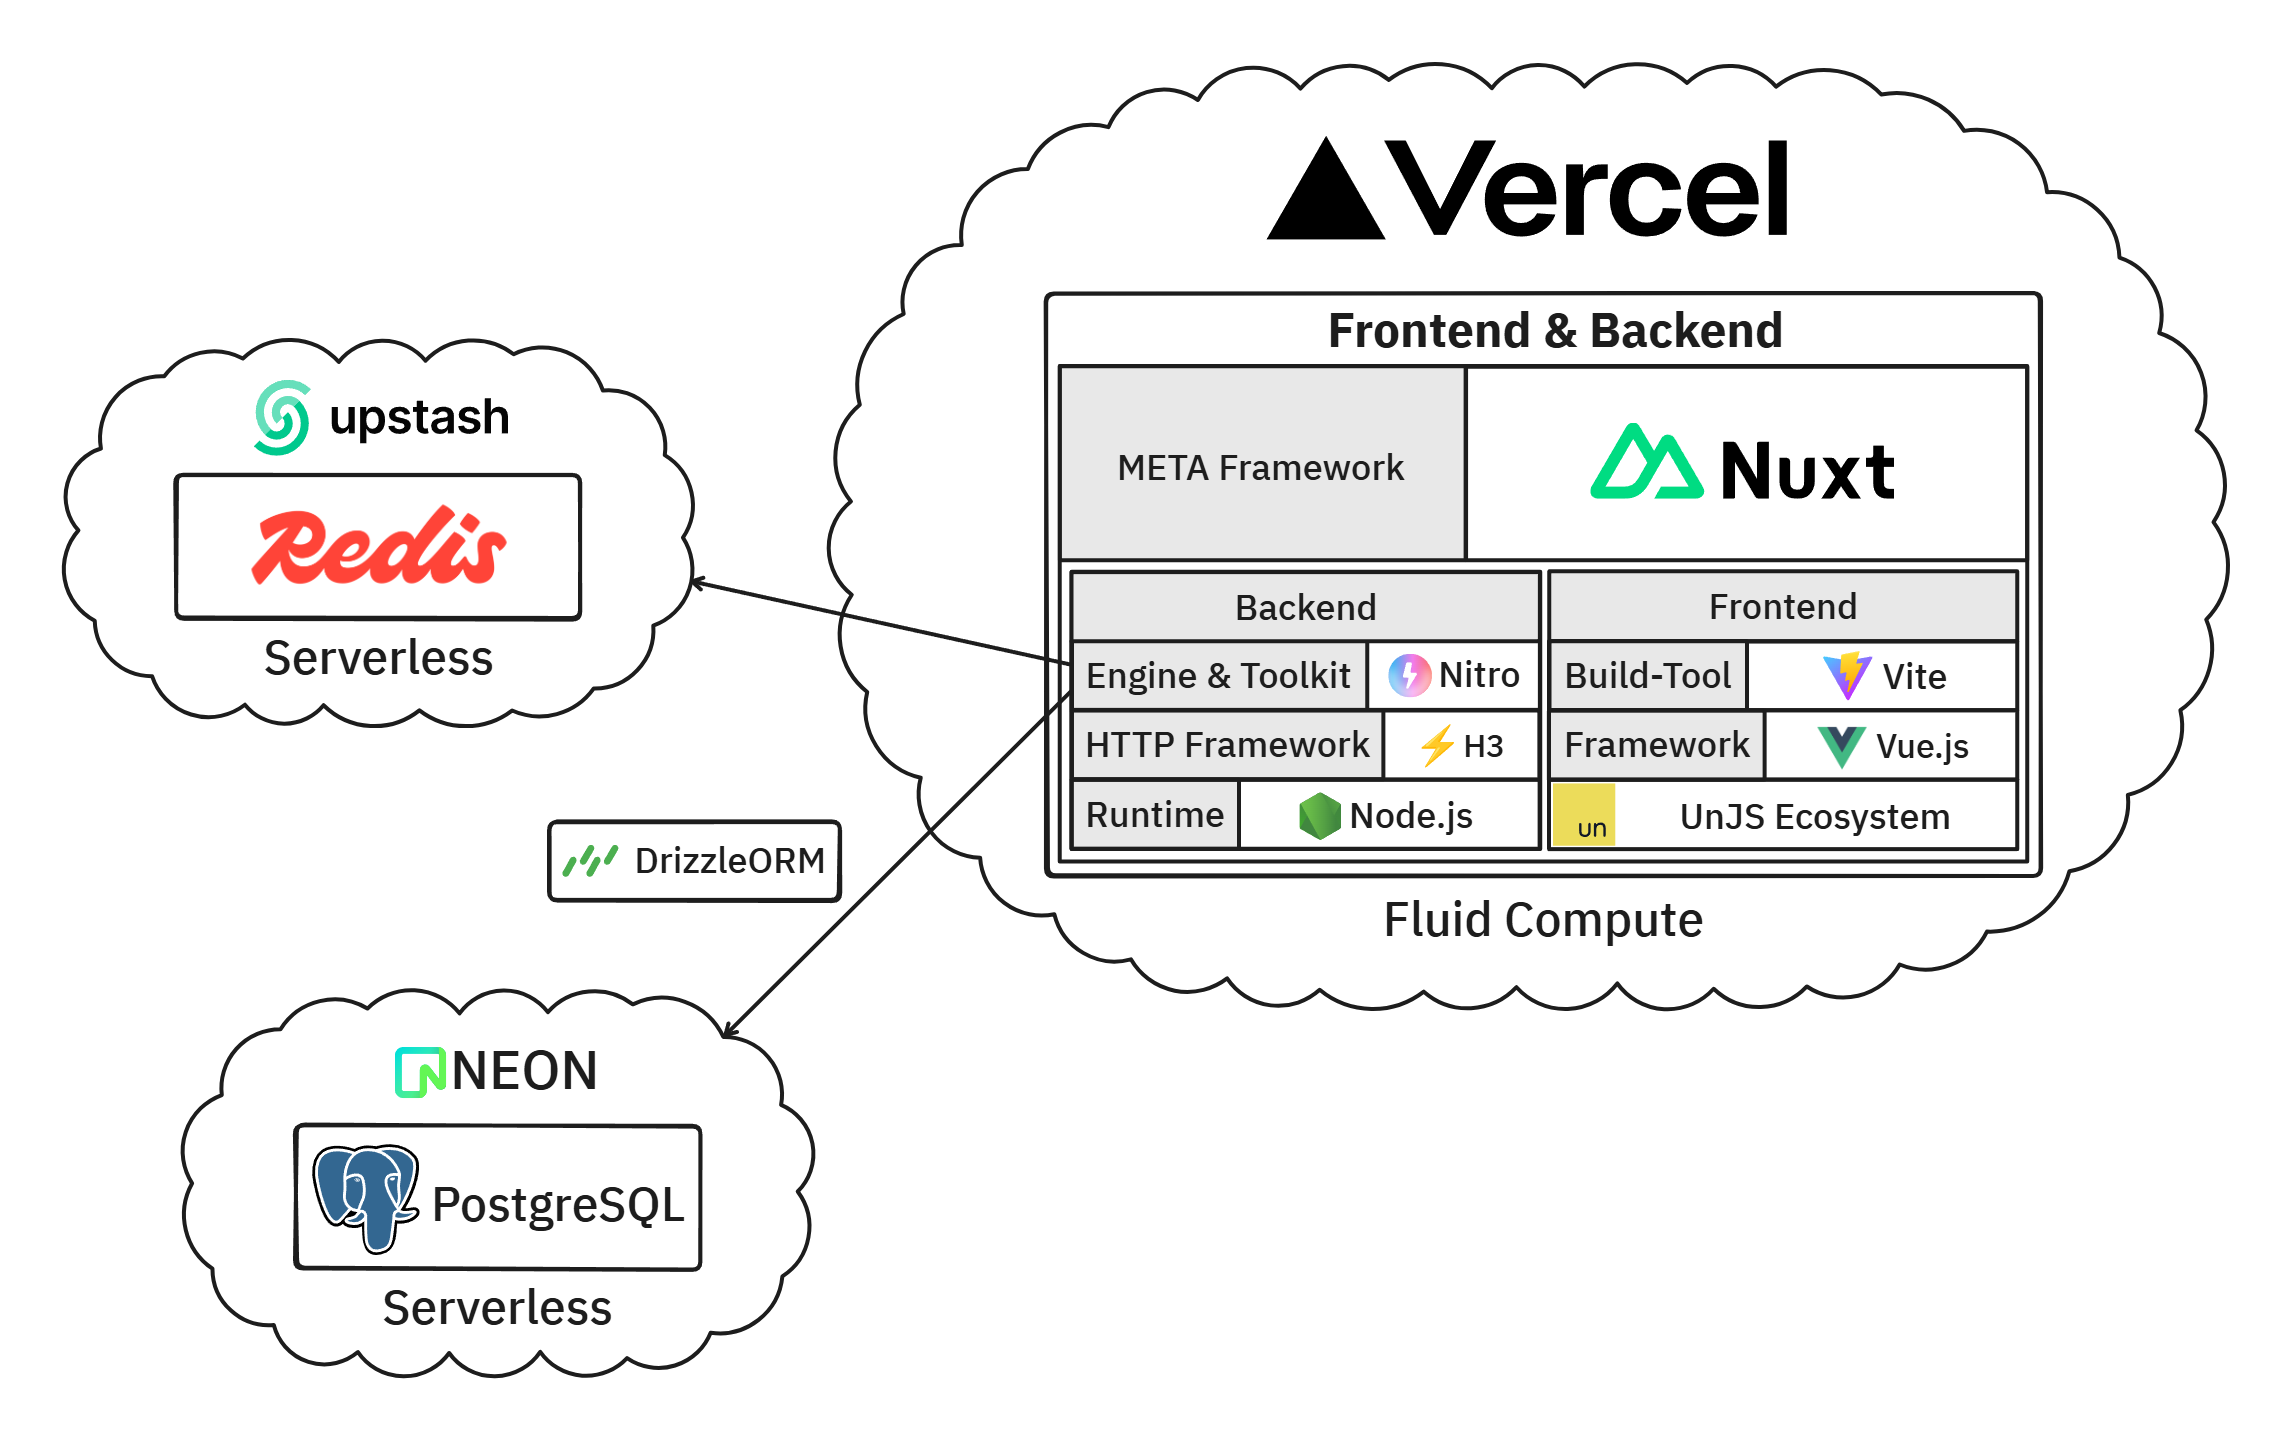 Vercel
Frontend & Backend
META Framework
Nuxt
Backend
Engine & Toolkit
Nitro
HTTP Framework
H3
Runtime
Node.js
Frontend
Build-Tool
Vite
Framework
Vue.js
un
UnJS Ecosystem
Fluid Compute
upstash
Redis
Serverless
DrizzleORM
NEON
PostgreSQL
Serverless